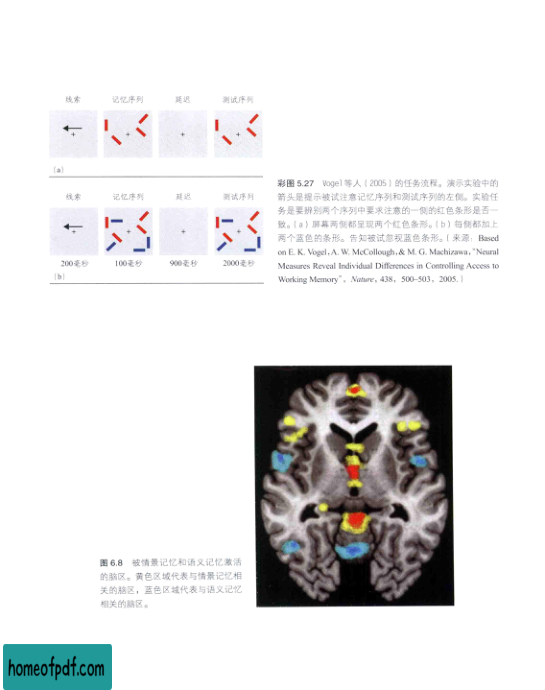 线索 记忆序列 延迟 测试序列
(a)
线索 记忆序列 延迟 测试序列
200毫秒 100毫秒 900毫秒 2000毫秒
(b)
彩图 5.27 Vogel等人(2005)的任务流程。演示实验中的
箭头是提示被试注意记忆序列和测试序列的左侧。实验任
务是要辨别两个序列中要求注意的一侧的红色条形是否一
致。(a)屏幕两侧都呈现两个红色条形。(b)每侧都加上
两个蓝色的条形。告知被试忽视蓝色条形。(来源:Based
on E. K. Vogel, A. W. McCollough, & M. G. Machizawa, "Neural
Measures Reveal Individual Differences in Controlling Access to
Working Memory", Nature, 438, 500–503, 2005.)
图 6.8 被情景记忆和语义记忆激活
的脑区。黄色区域代表与情景记忆相
关的脑区,蓝色区域代表与语义记忆
相关的脑区。
homeofpdf.com